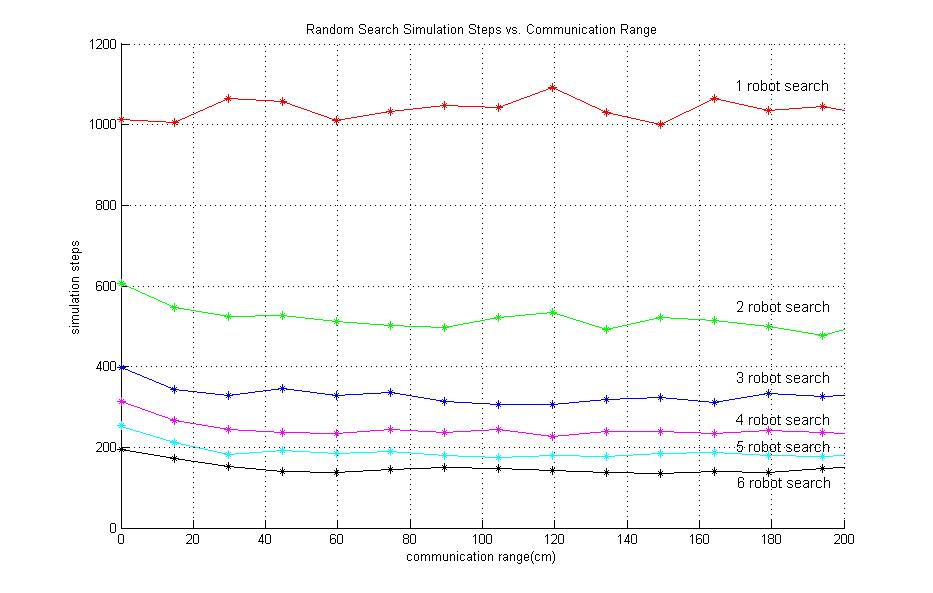 Random Search Simulation Steps vs. Communication Range
1200
1000
800
600
400
200
0
simulation steps
1 robot search
2 robot search
3 robot search
4 robot search
5 robot search
6 robot search
0 20 40 60 80 100 120 140 160 180 200
communication range(cm)